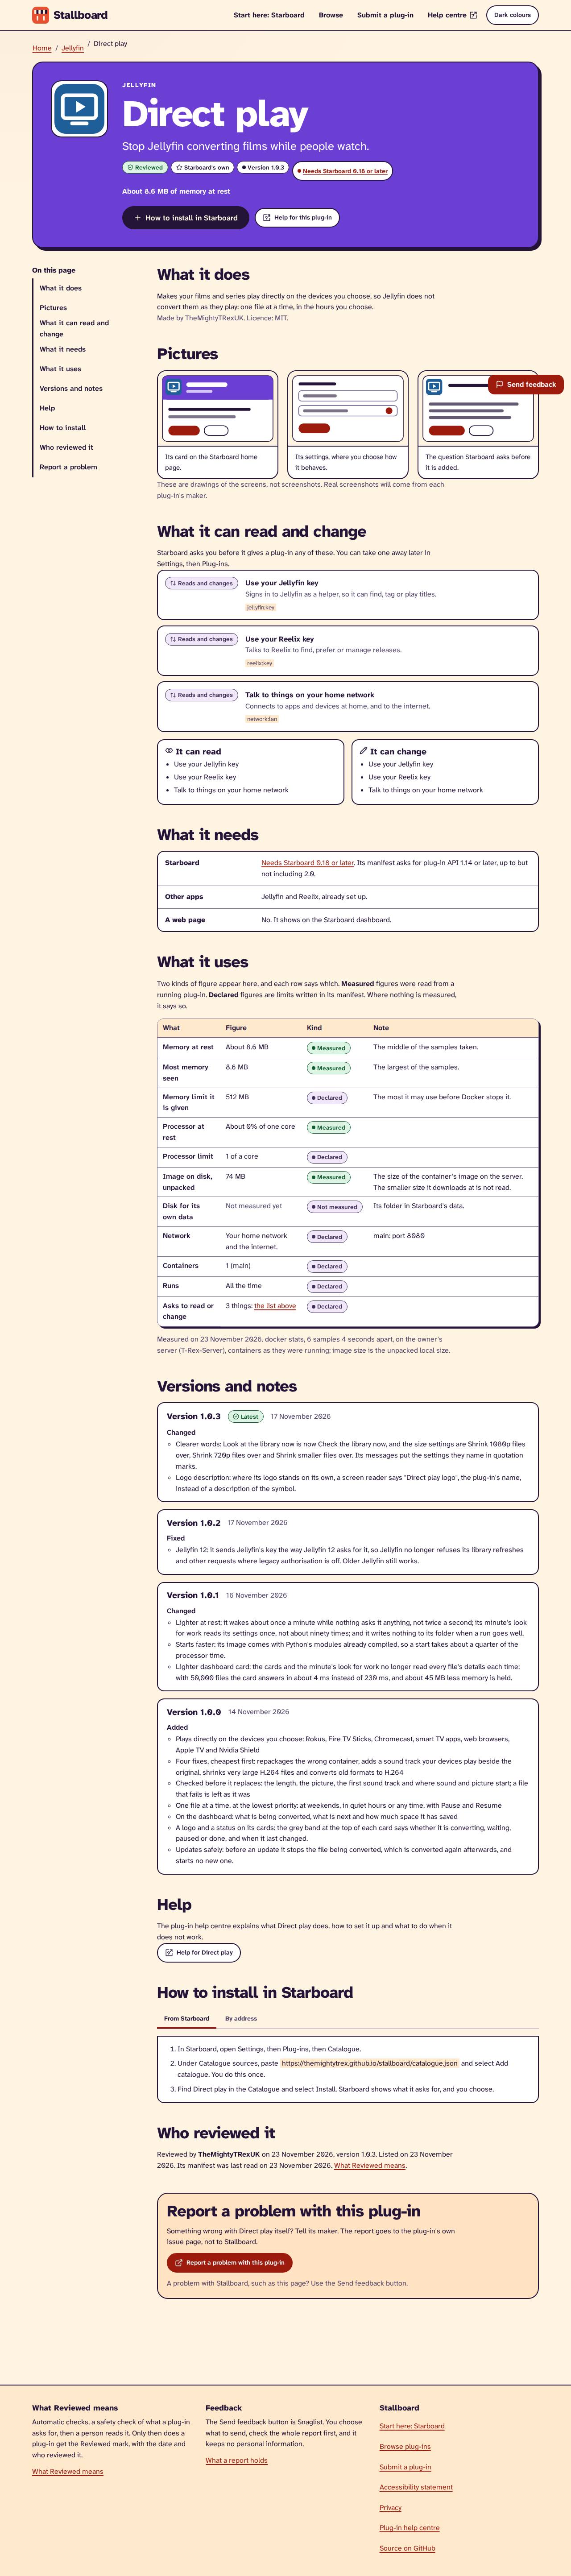 Stallboard
Start here: Starboard
Browse
Submit a plug-in
Help centre
Dark colours
Home / Jellyfin / Direct play
JELLYFIN
Direct play
Stop Jellyfin converting films while people watch.
Reviewed
Starboard's own
Version 1.0.3
Needs Starboard 0.18 or later
About 8.6 MB of memory at rest
How to install in Starboard
Help for this plug-in
On this page
What it does
Pictures
What it can read and
change
What it needs
What it uses
Versions and notes
Help
How to install
Who reviewed it
Report a problem
What it does
Makes your films and series play directly on the devices you choose, so Jellyfin does not
convert them as they play: one file at a time, in the hours you choose.
Made by TheMightyTRexUK. Licence: MIT.
Pictures
Send feedback
Its card on the Starboard home
page.
Its settings, where you choose how
it behaves.
The question Starboard asks before
it is added.
These are drawings of the screens, not screenshots. Real screenshots will come from each
plug-in's maker.
What it can read and change
Starboard asks you before it gives a plug-in any of these. You can take one away later in
Settings, then Plug-ins.
Reads and changes
Use your Jellyfin key
Signs in to Jellyfin as a helper, so it can find, tag or play titles.
jellyfin:key
Reads and changes
Use your Reelix key
Talks to Reelix to find, prefer or manage releases.
reelix:key
Reads and changes
Talk to things on your home network
Connects to apps and devices at home, and to the internet.
network:lan
It can read
Use your Jellyfin key
Use your Reelix key
Talk to things on your home network
It can change
Use your Jellyfin key
Use your Reelix key
Talk to things on your home network
What it needs
Starboard
Needs Starboard 0.18 or later. Its manifest asks for plug-in API 1.14 or later, up to but
not including 2.0.
Other apps
Jellyfin and Reelix, already set up.
A web page
No. It shows on the Starboard dashboard.
What it uses
Two kinds of figure appear here, and each row says which. Measured figures were read from a
running plug-in. Declared figures are limits written in its manifest. Where nothing is measured,
it says so.
What Figure Kind Note
Memory at rest About 8.6 MB Measured The middle of the samples taken.
Most memory
seen
8.6 MB Measured The largest of the samples.
Memory limit it
is given
512 MB Declared The most it may use before Docker stops it.
Processor at
rest
About 0% of one core Measured
Processor limit 1 of a core Declared
Image on disk,
unpacked
74 MB Measured
The size of the container's image on the server.
The smaller size it downloads at is not read.
Disk for its
own data
Not measured yet Not measured Its folder in Starboard's data.
Network
Your home network
and the internet.
Declared main: port 8080
Containers 1 (main) Declared
Runs All the time Declared
Asks to read or
change
3 things: the list above Declared
Measured on 23 November 2026. docker stats, 6 samples 4 seconds apart, on the owner's
server (T-Rex-Server), containers as they were running; image size is the unpacked local size.
Versions and notes
Version 1.0.3 Latest 17 November 2026
Changed
Clearer words: Look at the library now is now Check the library now, and the size settings are Shrink 1080p files
over, Shrink 720p files over and Shrink smaller files over. Its messages put the settings they name in quotation
marks.
Logo description: where its logo stands on its own, a screen reader says "Direct play logo", the plug-in's name,
instead of a description of the symbol.
Version 1.0.2 17 November 2026
Fixed
Jellyfin 12: it sends Jellyfin's key the way Jellyfin 12 asks for it, so Jellyfin no longer refuses its library refreshes
and other requests where legacy authorisation is off. Older Jellyfin still works.
Version 1.0.1 16 November 2026
Changed
Lighter at rest: it wakes about once a minute while nothing asks it anything, not twice a second; its minute's look
for work reads its settings once, not about ninety times; and it writes nothing to its folder when a run goes well.
Starts faster: its image comes with Python's modules already compiled, so a start takes about a quarter of the
processor time.
Lighter dashboard card: the cards and the minute's look for work no longer read every file's details each time;
with 50,000 files the card answers in about 4 ms instead of 230 ms, and about 45 MB less memory is held.
Version 1.0.0 14 November 2026
Added
Plays directly on the devices you choose: Rokus, Fire TV Sticks, Chromecast, smart TV apps, web browsers,
Apple TV and Nvidia Shield
Four fixes, cheapest first: repackages the wrong container, adds a sound track your devices play beside the
original, shrinks very large H.264 files and converts old formats to H.264
Checked before it replaces: the length, the picture, the first sound track and where sound and picture start; a file
that fails is left as it was
One file at a time, at the lowest priority: at weekends, in quiet hours or any time, with Pause and Resume
On the dashboard: what is being converted, what is next and how much space it has saved
A logo and a status on its cards: the grey band at the top of each card says whether it is converting, waiting,
paused or done, and when it last changed.
Updates safely: before an update it stops the file being converted, which is converted again afterwards, and
starts no new one.
Help
The plug-in help centre explains what Direct play does, how to set it up and what to do when it
does not work.
Help for Direct play
How to install in Starboard
From Starboard
By address
1. In Starboard, open Settings, then Plug-ins, then Catalogue.
2. Under Catalogue sources, paste https://themightytrex.github.io/stallboard/catalogue.json and select Add
catalogue. You do this once.
3. Find Direct play in the Catalogue and select Install. Starboard shows what it asks for, and you choose.
Who reviewed it
Reviewed by TheMightyTRexUK on 23 November 2026, version 1.0.3. Listed on 23 November
2026. Its manifest was last read on 23 November 2026. What Reviewed means.
Report a problem with this plug-in
Something wrong with Direct play itself? Tell its maker. The report goes to the plug-in's own
issue page, not to Stallboard.
Report a problem with this plug-in
A problem with Stallboard, such as this page? Use the Send feedback button.
What Reviewed means
Automatic checks, a safety check of what a plug-in
asks for, then a person reads it. Only then does a
plug-in get the Reviewed mark, with the date and
who reviewed it.
What Reviewed means
Feedback
The Send feedback button is Snaglist. You choose
what to send, check the whole report first, and it
keeps no personal information.
What a report holds
Stallboard
Start here: Starboard
Browse plug-ins
Submit a plug-in
Accessibility statement
Privacy
Plug-in help centre
Source on GitHub